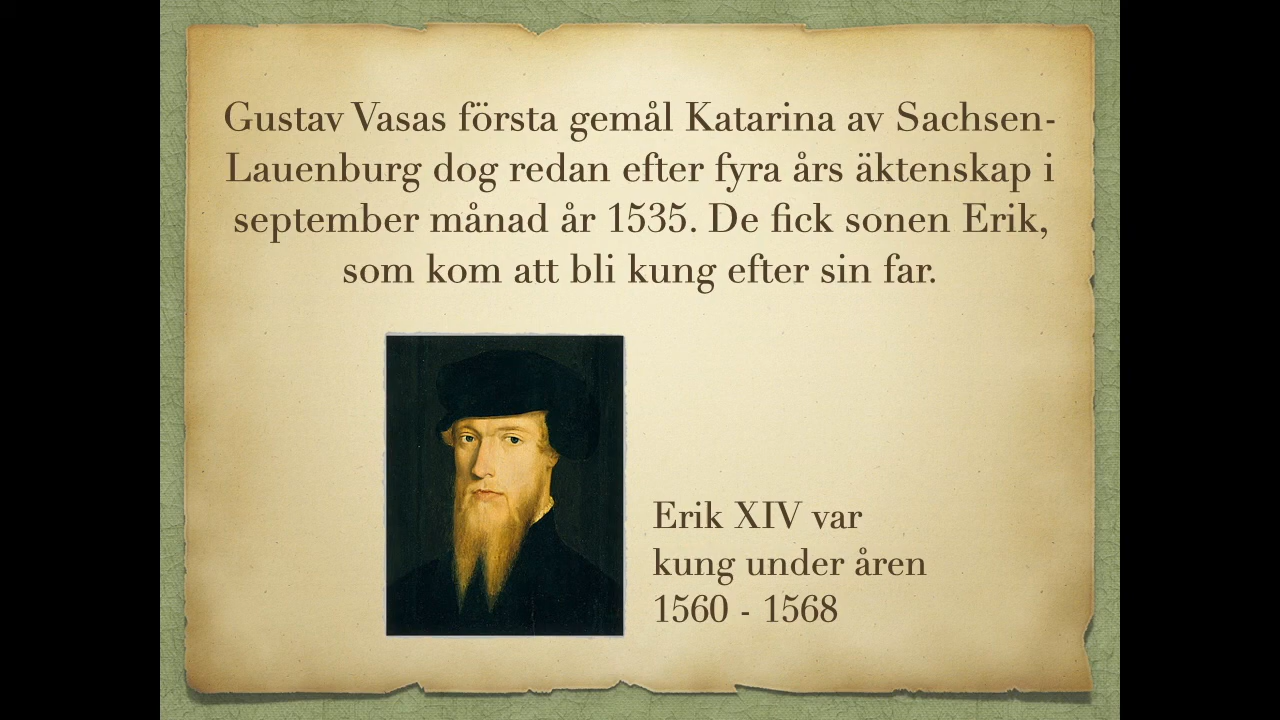 Gustav Vasas första gemål Katarina av Sachsen-
Lauenburg dog redan efter fyra års äktenskap i
september månad år 1535. De fick sonen Erik,
som kom att bli kung efter sin far.
Erik XIV var
kung under åren
1560 - 1568